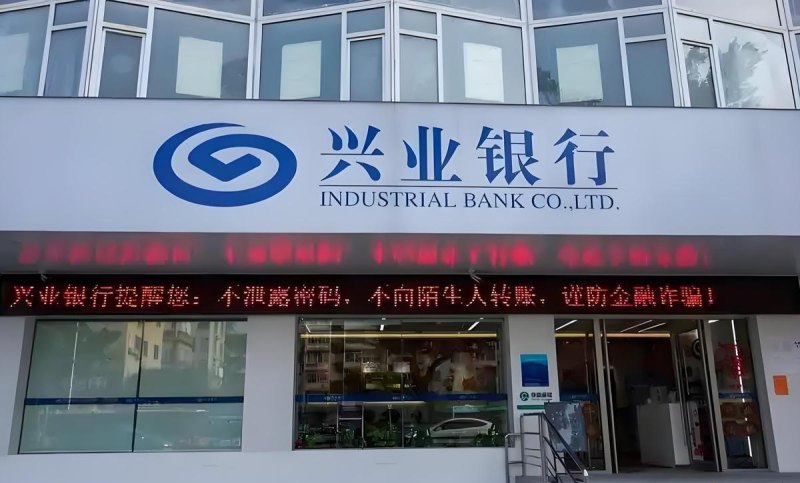 兴业银行
INDUSTRIAL BANK CO.,LTD.
兴业银行提醒您：不泄露密码，不向陌生人转账，谨防金融诈骗！